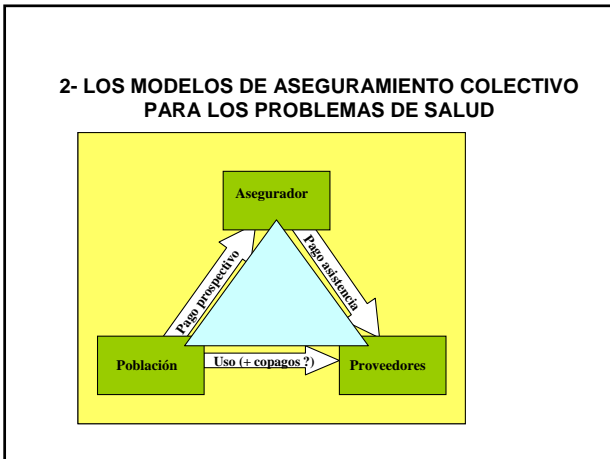 2- LOS MODELOS DE ASEGURAMIENTO COLECTIVO
PARA LOS PROBLEMAS DE SALUD
Asegurador
Pago prospectivo
Pago asistencia
Población
Uso (+ copagos ?)
Proveedores